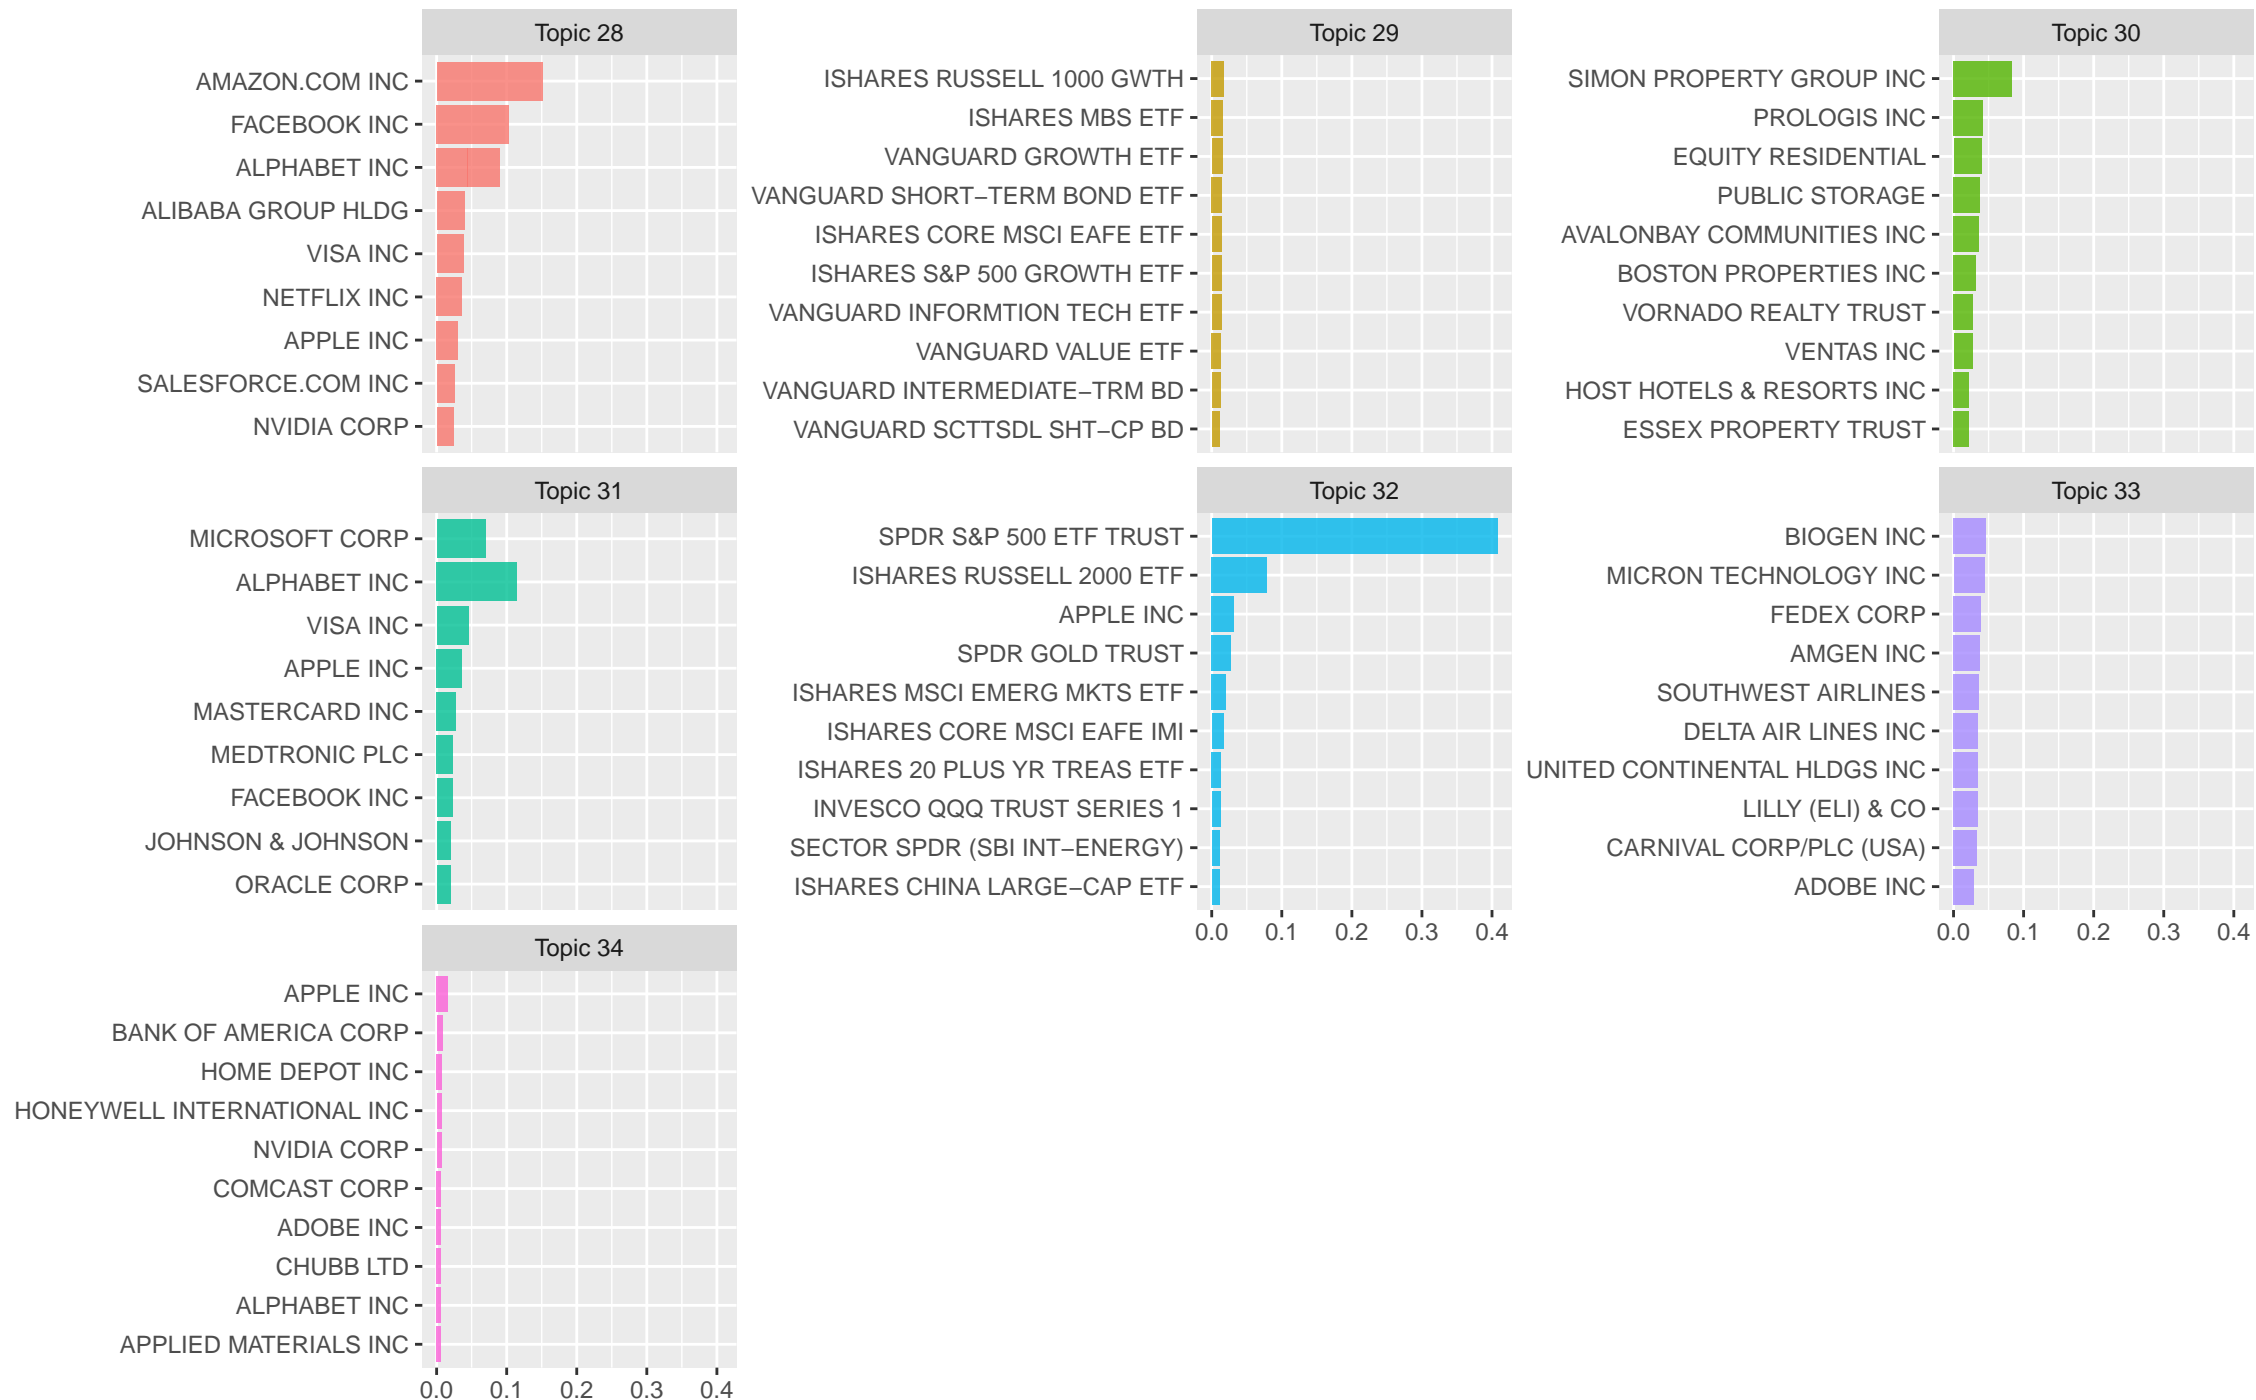 Topic 28
AMAZON.COM INC
FACEBOOK INC
ALPHABET INC
ALIBABA GROUP HLDG
VISA INC
NETFLIX INC
APPLE INC
SALESFORCE.COM INC
NVIDIA CORP
Topic 29
ISHARES RUSSELL 1000 GWTH
ISHARES MBS ETF
VANGUARD GROWTH ETF
VANGUARD SHORT−TERM BOND ETF
ISHARES CORE MSCI EAFE ETF
ISHARES S&P 500 GROWTH ETF
VANGUARD INFORMTION TECH ETF
VANGUARD VALUE ETF
VANGUARD INTERMEDIATE−TRM BD
VANGUARD SCTTSDL SHT−CP BD
Topic 30
SIMON PROPERTY GROUP INC
PROLOGIS INC
EQUITY RESIDENTIAL
PUBLIC STORAGE
AVALONBAY COMMUNITIES INC
BOSTON PROPERTIES INC
VORNADO REALTY TRUST
VENTAS INC
HOST HOTELS & RESORTS INC
ESSEX PROPERTY TRUST
Topic 31
MICROSOFT CORP
ALPHABET INC
VISA INC
APPLE INC
MASTERCARD INC
MEDTRONIC PLC
FACEBOOK INC
JOHNSON & JOHNSON
ORACLE CORP
Topic 32
SPDR S&P 500 ETF TRUST
ISHARES RUSSELL 2000 ETF
APPLE INC
SPDR GOLD TRUST
ISHARES MSCI EMERG MKTS ETF
ISHARES CORE MSCI EAFE IMI
ISHARES 20 PLUS YR TREAS ETF
INVESCO QQQ TRUST SERIES 1
SECTOR SPDR (SBI INT−ENERGY)
ISHARES CHINA LARGE−CAP ETF
0.0 0.1 0.2 0.3 0.4
Topic 33
BIOGEN INC
MICRON TECHNOLOGY INC
FEDEX CORP
AMGEN INC
SOUTHWEST AIRLINES
DELTA AIR LINES INC
UNITED CONTINENTAL HLDGS INC
LILLY (ELI) & CO
CARNIVAL CORP/PLC (USA)
ADOBE INC
0.0 0.1 0.2 0.3 0.4
Topic 34
APPLE INC
BANK OF AMERICA CORP
HOME DEPOT INC
HONEYWELL INTERNATIONAL INC
NVIDIA CORP
COMCAST CORP
ADOBE INC
CHUBB LTD
ALPHABET INC
APPLIED MATERIALS INC
0.0 0.1 0.2 0.3 0.4